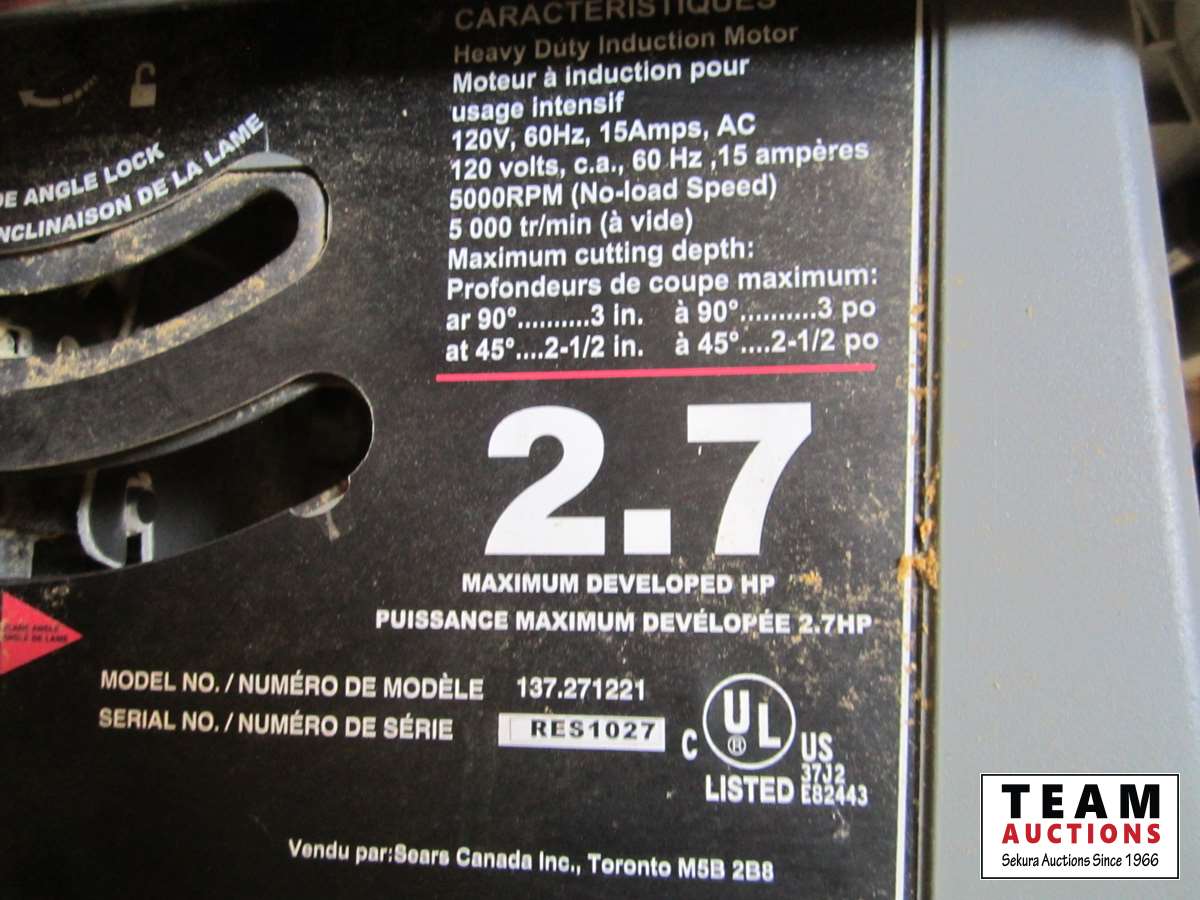 CARACTERISTIQUES
Heavy Duty Induction Motor
Moteur à induction pour
usage intensif
120V, 60Hz, 15Amps, AC
120 volts, c.a., 60 Hz ,15 ampères
5000RPM (No-load Speed)
5 000 tr/min (à vide)
Maximum cutting depth:
Profondeurs de coupe maximum:
ar 90°..........3 in. à 90°..........3 po
at 45°....2-1/2 in. à 45°....2-1/2 po
DE ANGLE LOCK
INCLINAISON DE LA LAME
2.7
MAXIMUM DEVELOPED HP
PUISSANCE MAXIMUM DEVÉLOPÉE 2.7HP
ANGLE DE LAME
MODEL NO. / NUMÉRO DE MODÈLE 137.271221
SERIAL NO. / NUMÉRO DE SÉRIE RES1027
C UL ® US
LISTED 37J2
E82443
Vendu par:Sears Canada Inc., Toronto M5B 2B8
TEAM
AUCTIONS
Sekura Auctions Since 1966